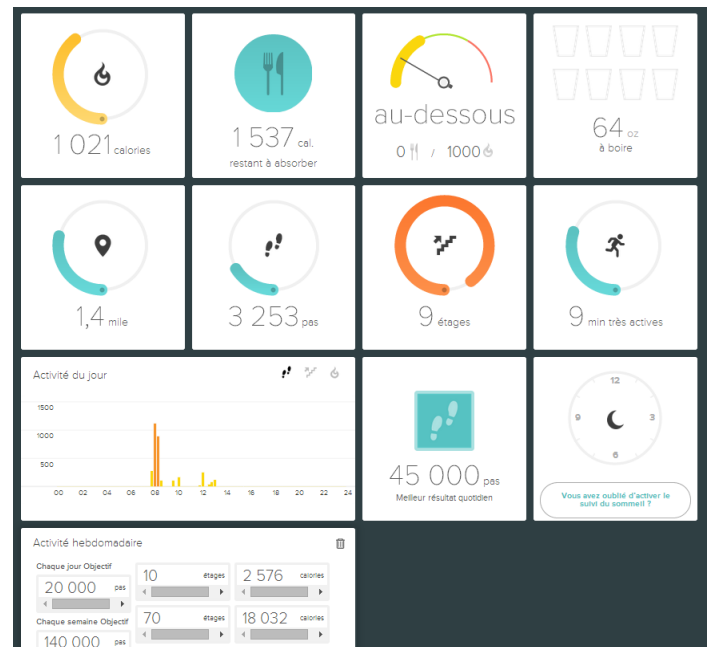 1 021 calories
1 537 cal.
restant à absorber
au-dessous
0 / 1000
64 oz
à boire
1,4 mile
3 253 pas
9 étages
9 min très actives
Activité du jour
1500
1000
500
00 02 04 06 08 10 12 14 16 18 20 22 24
45 000 pas
Meilleur résultat quotidien
12
9 3
6
Vous avez oublié d'activer le
suivi du sommeil ?
Activité hebdomadaire
Chaque jour Objectif
20 000 pas
10 étages
2 576 calories
Chaque semaine Objectif
140 000 pas
70 étages
18 032 calories